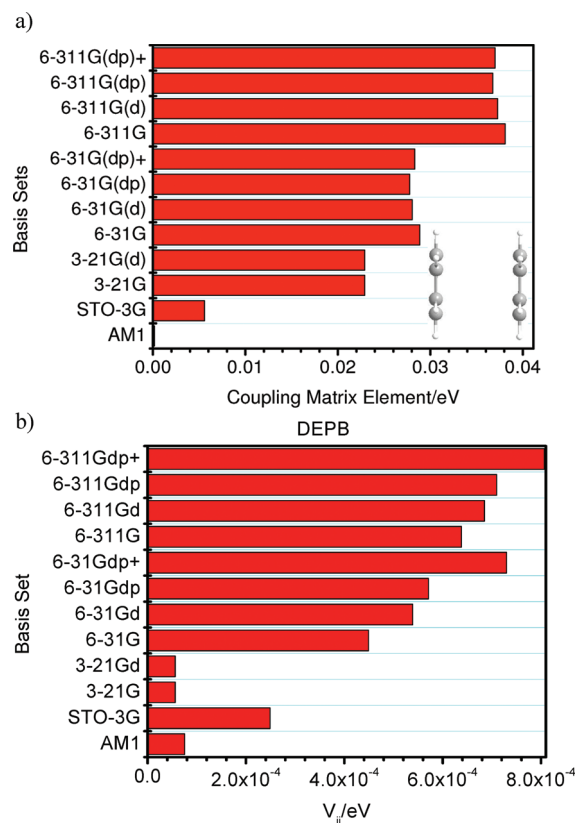 a)
6-311G(dp)+
6-311G(dp)
6-311G(d)
6-311G
6-31G(dp)+
6-31G(dp)
6-31G(d)
6-31G
3-21G(d)
3-21G
STO-3G
AM1
Basis Sets
0.00 0.01 0.02 0.03 0.04
Coupling Matrix Element/eV
b)
DEPB
6-311Gdp+
6-311Gdp
6-311Gd
6-311G
6-31Gdp+
6-31Gdp
6-31Gd
6-31G
3-21Gd
3-21G
STO-3G
AM1
Basis Set
0.0 2.0x10⁻⁴ 4.0x10⁻⁴ 6.0x10⁻⁴ 8.0x10⁻⁴
V_ij/eV